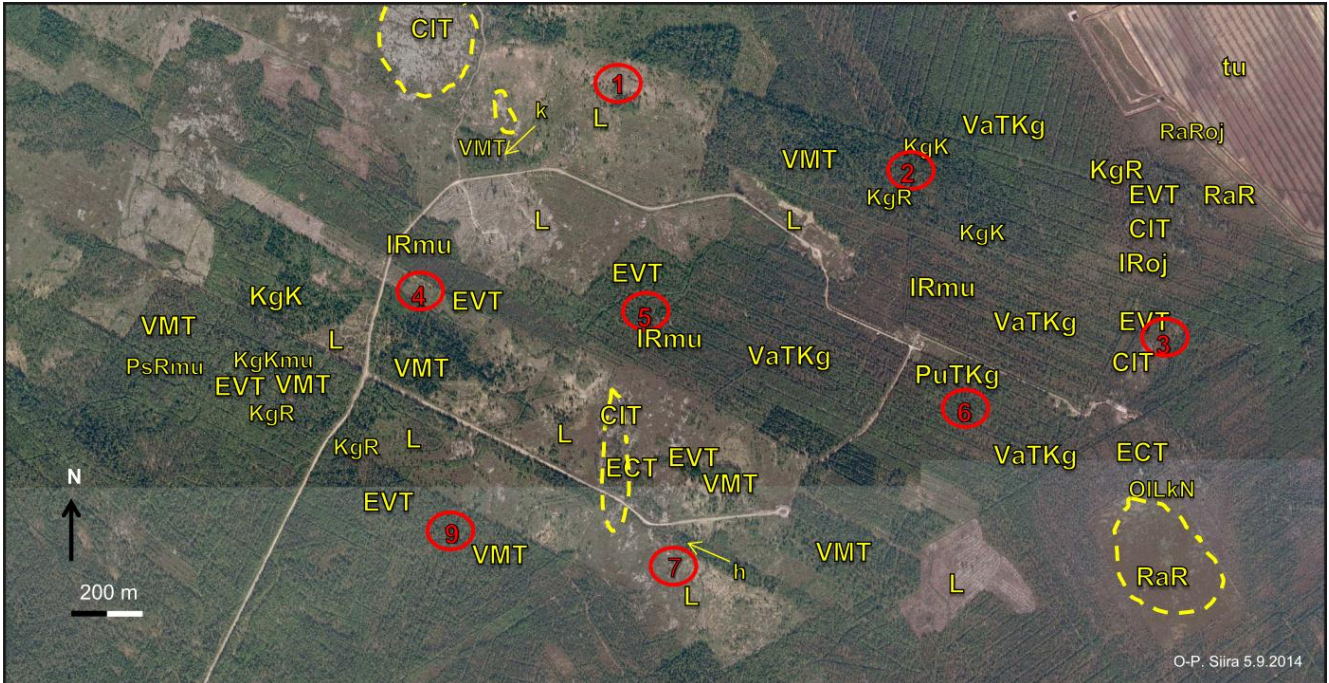 CIT
tu
1
k
L
VaTKg
RaRoj
VMT
VMT
KgK
2
KgR
KgR
EVT
RaR
L
L
KgK
CIT
IRmu
IRoj
EVT
4
EVT
IRmu
KgK
5
VMT
L
IRmu
VaTKg
EVT
3
PsRmu
KgKmu
VMT
VaTKg
CIT
EVT
VMT
PuTKg
KgR
CIT
6
KgR
L
L
ECT
EVT
VaTKg
ECT
N
VMT
OILkN
EVT
9
VMT
VMT
7
h
L
L
RaR
200 m
O-P. Siira 5.9.2014